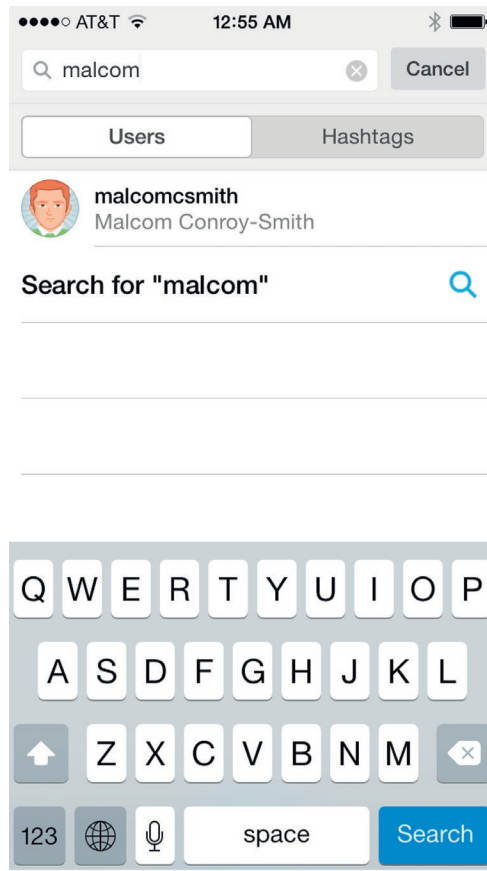 AT&T 12:55 AM
malcom Cancel
Users Hashtags
malcomcsmith
Malcom Conroy-Smith
Search for "malcom"
Q W E R T Y U I O P
A S D F G H J K L
Z X C V B N M
123 space Search